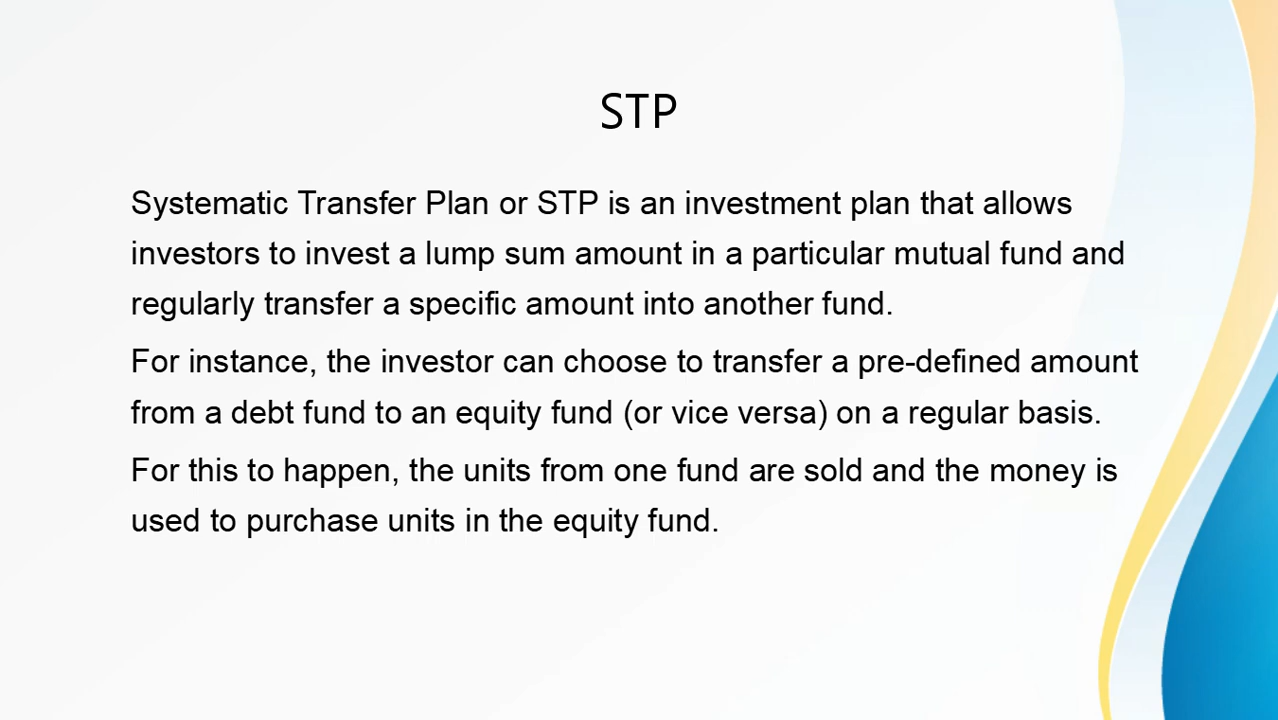 STP
Systematic Transfer Plan or STP is an investment plan that allows
investors to invest a lump sum amount in a particular mutual fund and
regularly transfer a specific amount into another fund.
For instance, the investor can choose to transfer a pre-defined amount
from a debt fund to an equity fund (or vice versa) on a regular basis.
For this to happen, the units from one fund are sold and the money is
used to purchase units in the equity fund.